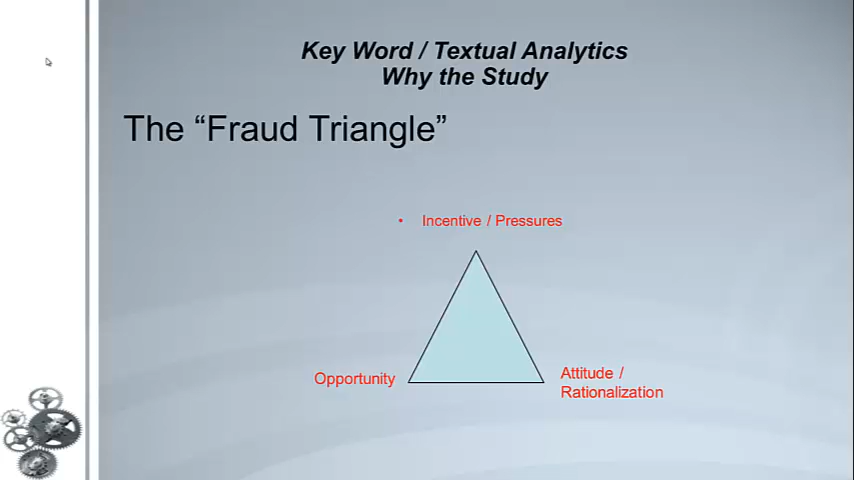 Key Word / Textual Analytics
Why the Study
The “Fraud Triangle”
• Incentive / Pressures
Opportunity
Attitude /
Rationalization